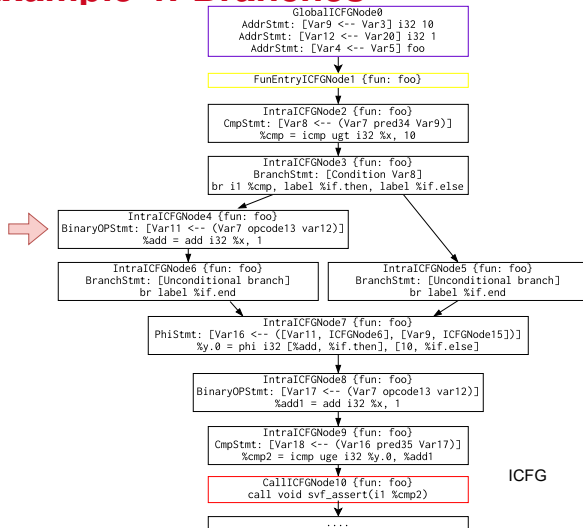 GlobalICFGNode0
AddrStmt: [Var9 <-- Var3] i32 10
AddrStmt: [Var12 <-- Var20] i32 1
AddrStmt: [Var4 <-- Var5] foo
FunEntryICFGNode1 {fun: foo}
IntraICFGNode2 {fun: foo}
CmpStmt: [Var8 <-- (Var7 pred34 Var9)]
%cmp = icmp ugt i32 %x, 10
IntraICFGNode3 {fun: foo}
BranchStmt: [Condition Var8]
br i1 %cmp, label %if.then, label %if.else
IntraICFGNode4 {fun: foo}
BinaryOPStmt: [Var11 <-- (Var7 opcode13 var12)]
%add = add i32 %x, 1
IntraICFGNode6 {fun: foo}
BranchStmt: [Unconditional branch]
br label %if.end
IntraICFGNode5 {fun: foo}
BranchStmt: [Unconditional branch]
br label %if.end
IntraICFGNode7 {fun: foo}
PhiStmt: [Var16 <-- ([Var11, ICFGNode6], [Var9, ICFGNode15])]
%y.0 = phi i32 [%add, %if.then], [10, %if.else]
IntraICFGNode8 {fun: foo}
BinaryOPStmt: [Var17 <-- (Var7 opcode13 var12)]
%add1 = add i32 %x, 1
IntraICFGNode9 {fun: foo}
CmpStmt: [Var18 <-- (Var16 pred35 Var17)]
%cmp2 = icmp uge i32 %y.0, %add1
ICFG
CallICFGNode10 {fun: foo}
call void svf_assert(i1 %cmp2)
....